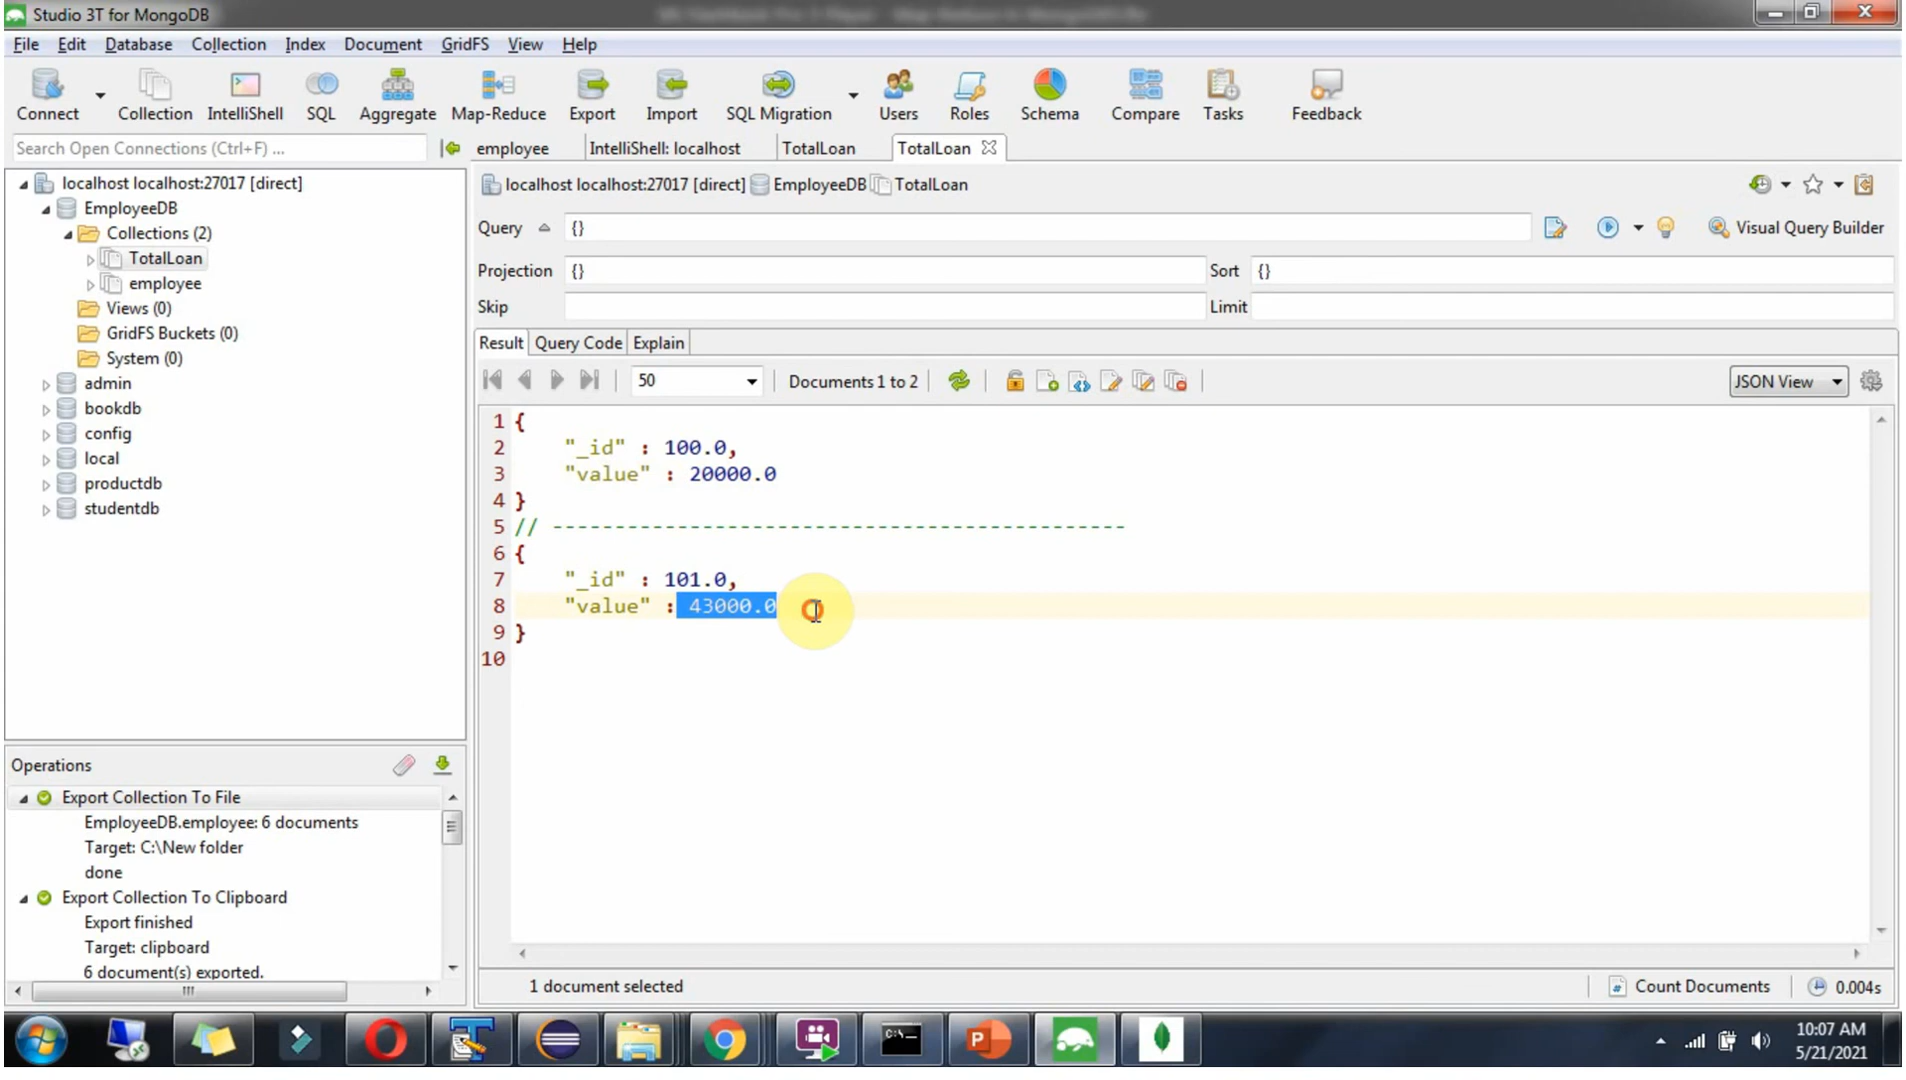 Studio 3T for MongoDB
File Edit Database Collection Index Document GridFS View Help
Connect Collection IntelliShell SQL Aggregate Map-Reduce Export Import SQL Migration Users Roles Schema Compare Tasks Feedback
Search Open Connections (Ctrl+F) ...
employee IntelliShell: localhost TotalLoan TotalLoan
localhost localhost:27017 [direct]
EmployeeDB
Collections (2)
TotalLoan
employee
Views (0)
GridFS Buckets (0)
System (0)
admin
bookdb
config
local
productdb
studentdb
localhost localhost:27017 [direct] EmployeeDB TotalLoan
Query {} Visual Query Builder
Projection {} Sort {}
Skip Limit
Result Query Code Explain
50 Documents 1 to 2 JSON View
1 {
2 "_id" : 100.0,
3 "value" : 20000.0
4 }
5 // ----------------------------------------------
6 {
7 "_id" : 101.0,
8 "value" : 43000.0
9 }
10
Operations
Export Collection To File
EmployeeDB.employee: 6 documents
Target: C:\New folder
done
Export Collection To Clipboard
Export finished
Target: clipboard
6 document(s) exported.
1 document selected Count Documents 0.004s
C:\
P
10:07 AM
5/21/2021